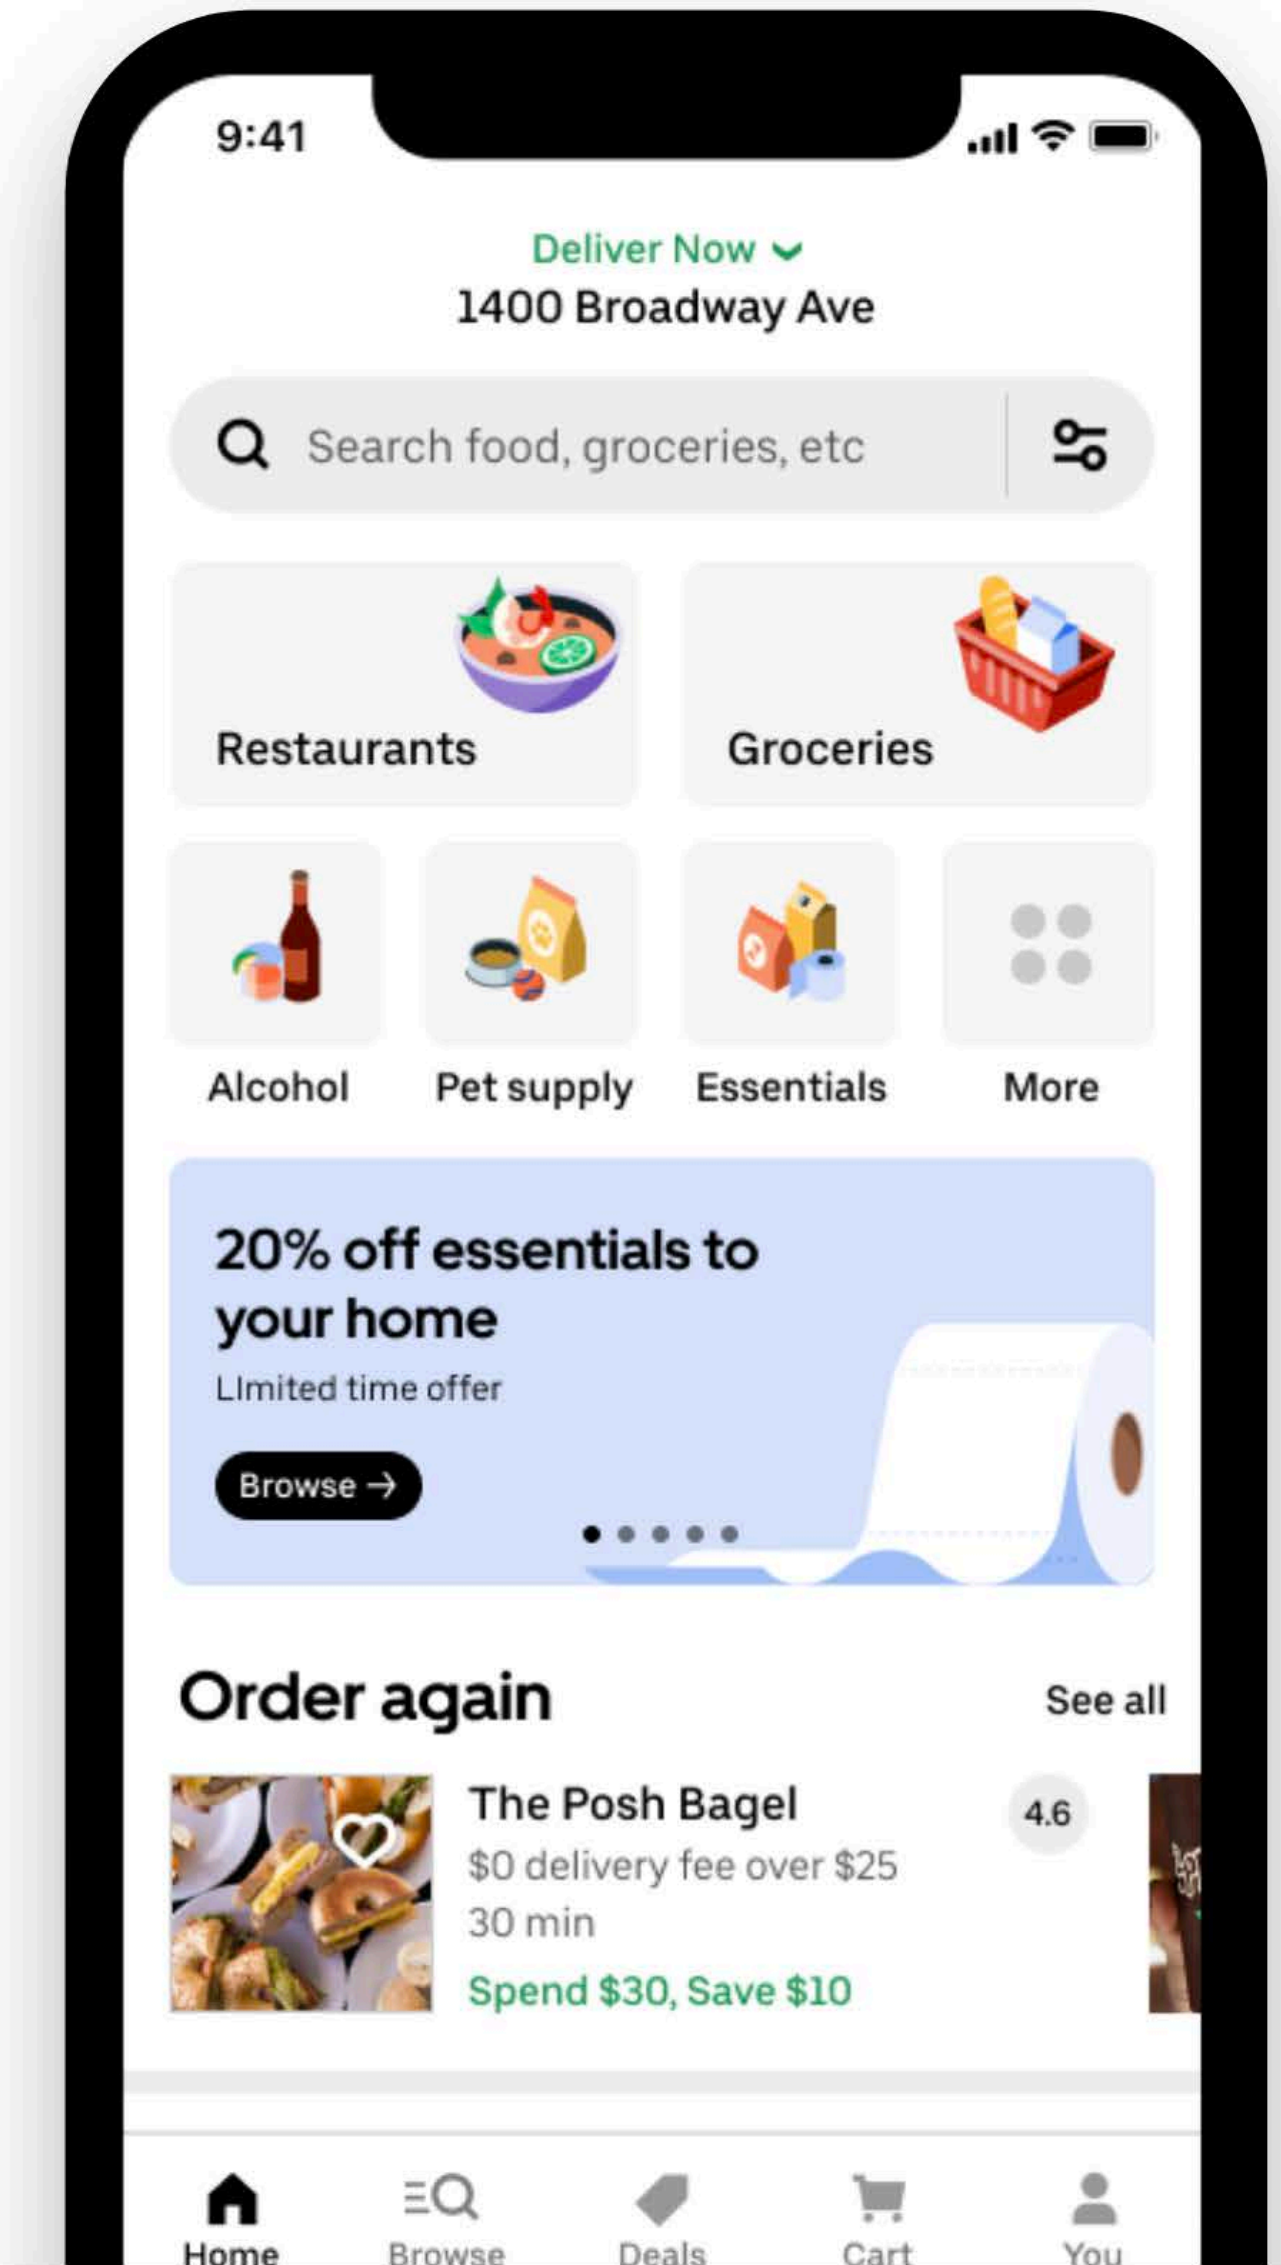 9:41
Deliver Now
1400 Broadway Ave
Search food, groceries, etc
Restaurants
Groceries
Alcohol
Pet supply
Essentials
More
20% off essentials to
your home
LImited time offer
Browse →
Order again
See all
The Posh Bagel
4.6
$0 delivery fee over $25
30 min
Spend $30, Save $10
Home
Browse
Deals
Cart
You